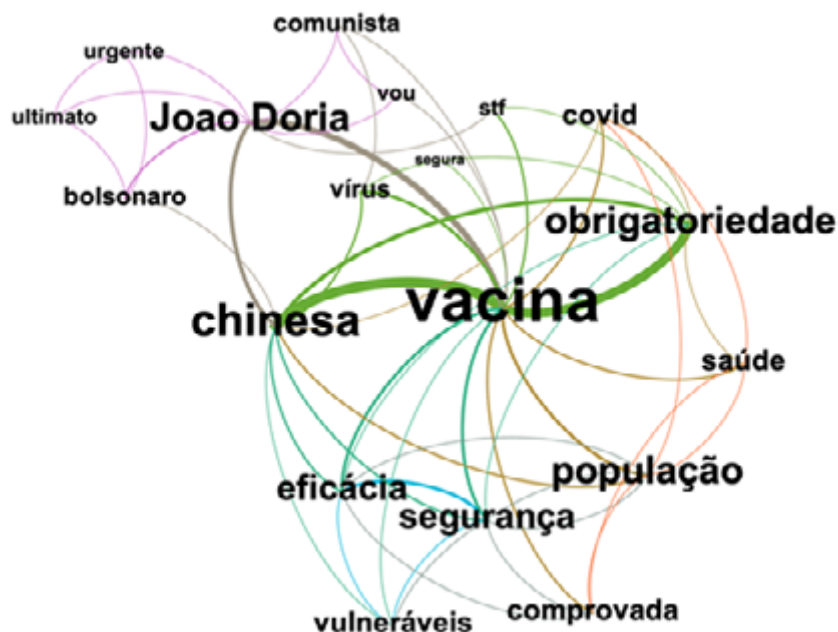 comunista
urgente
vou
ultimato
Joao Doria
stf
covid
segura
bolsonaro
vírus
obrigatoriedade
vacina
chinesa
saúde
eficácia
população
segurança
vulneráveis
comprovada